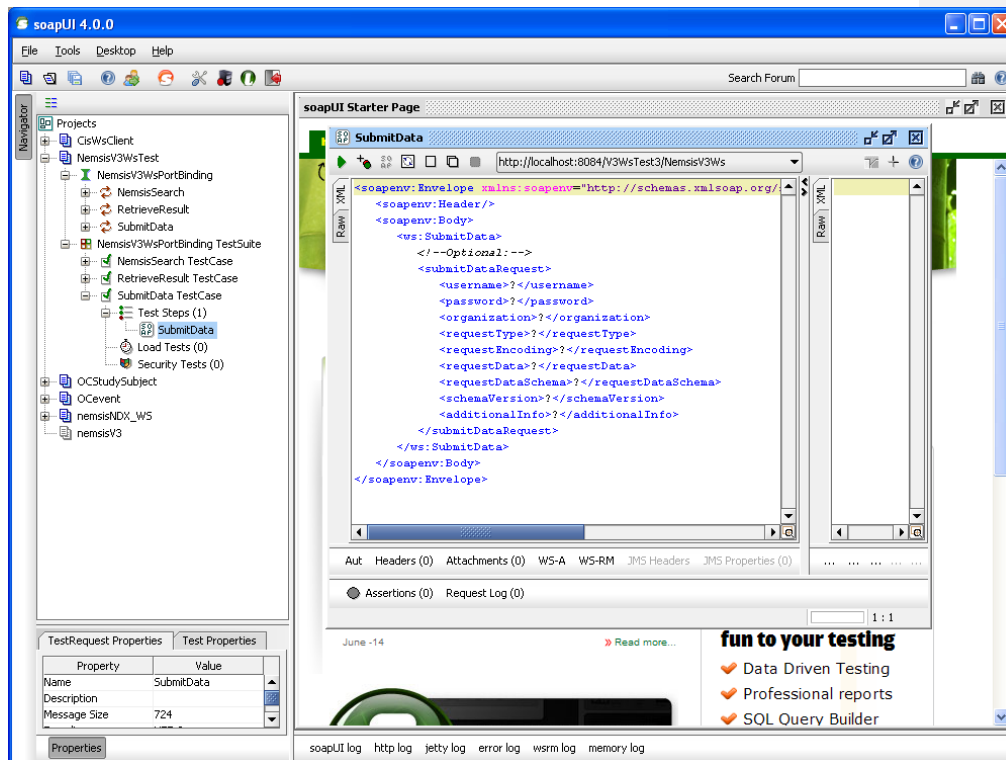 soapUI 4.0.0
File Tools Desktop Help
Search Forum
Navigator
Projects
CisWsClient
NemsisV3WsTest
NemsisV3WsPortBinding
NemsisSearch
RetrieveResult
SubmitData
NemsisV3WsPortBinding TestSuite
NemsisSearch TestCase
RetrieveResult TestCase
SubmitData TestCase
Test Steps (1)
SubmitData
Load Tests (0)
Security Tests (0)
OCStudySubject
OCevent
nemsisNDX_WS
nemsisV3
TestRequest Properties Test Properties
Property Value
Name SubmitData
Description
Message Size 724
Properties
soapUI Starter Page
SubmitData
http://localhost:8084/V3WsTest3/NemsisV3Ws
XML
Raw
<soapenv:Envelope xmlns:soapenv="http://schemas.xmlsoap.org/
<soapenv:Header/>
<soapenv:Body>
<ws:SubmitData>
<!--Optional:-->
<submitDataRequest>
<username>?</username>
<password>?</password>
<organization>?</organization>
<requestType>?</requestType>
<requestEncoding>?</requestEncoding>
<requestData>?</requestData>
<requestDataSchema>?</requestDataSchema>
<schemaVersion>?</schemaVersion>
<additionalInfo>?</additionalInfo>
</submitDataRequest>
</ws:SubmitData>
</soapenv:Body>
</soapenv:Envelope>
XML
Raw
Aut Headers (0) Attachments (0) WS-A WS-RM JMS Headers JMS Properties (0) ... ... ... ... ...
Assertions (0) Request Log (0)
1 : 1
June -14
» Read more...
fun to your testing
Data Driven Testing
Professional reports
SQL Query Builder
soapUI log http log jetty log error log wsrm log memory log